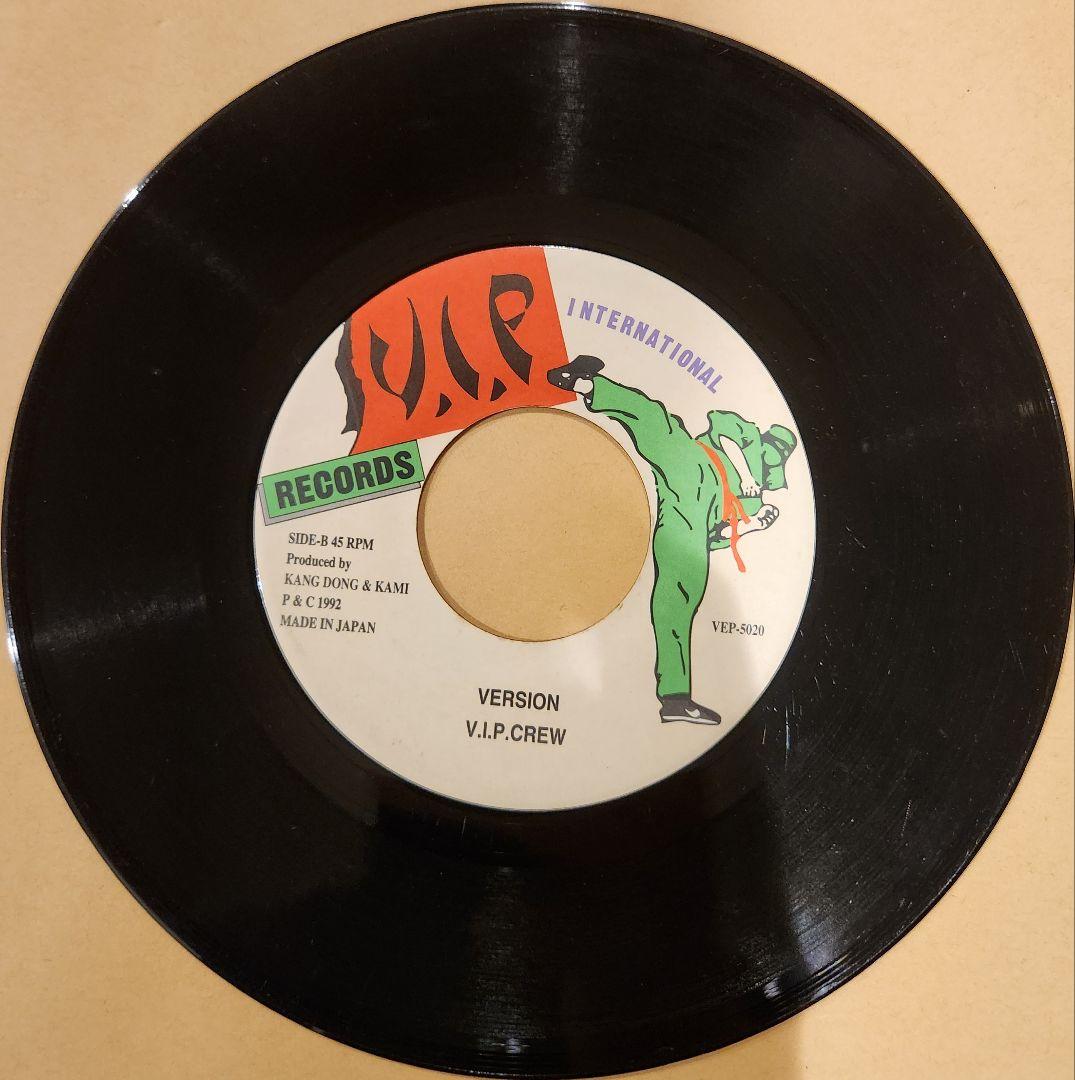 V.I.P
INTERNATIONAL
RECORDS
SIDE-B 45 RPM
Produced by
KANG DONG & KAMI
P & C 1992
MADE IN JAPAN
VEP-5020
VERSION
V.I.P.CREW